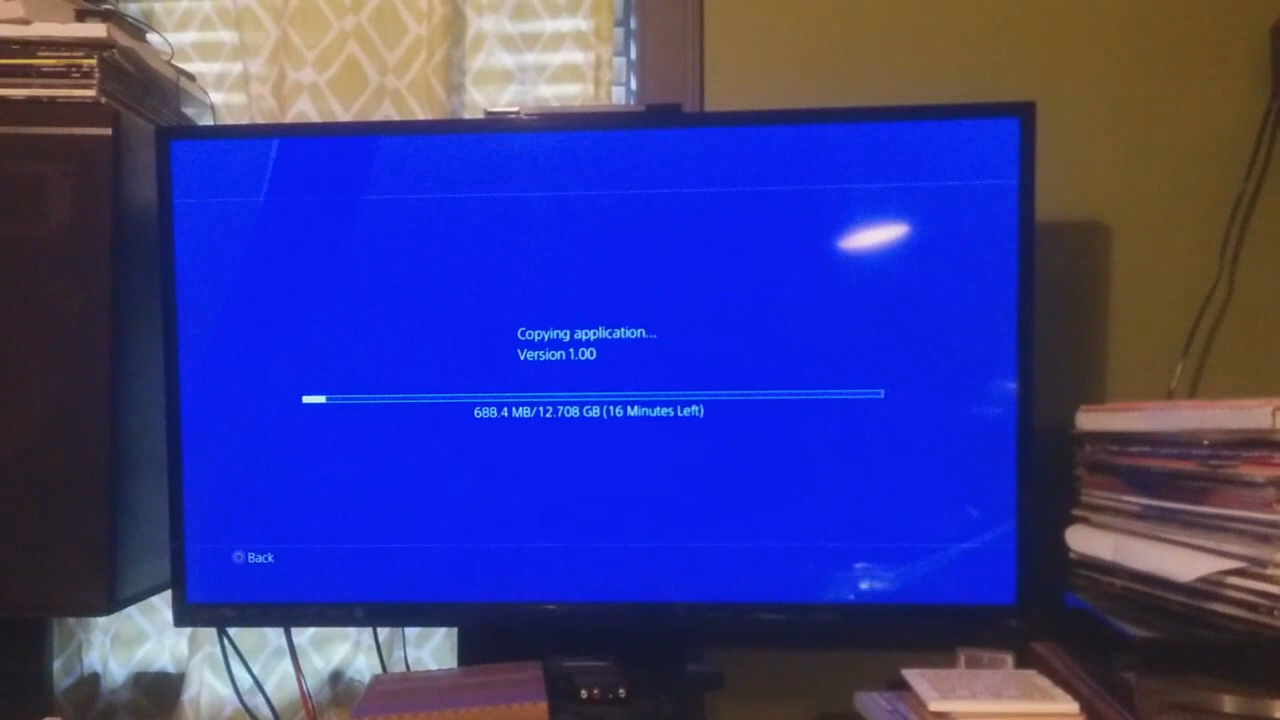 Copying application...
Version 1.00
688.4 MB/12.708 GB (16 Minutes Left)
Back